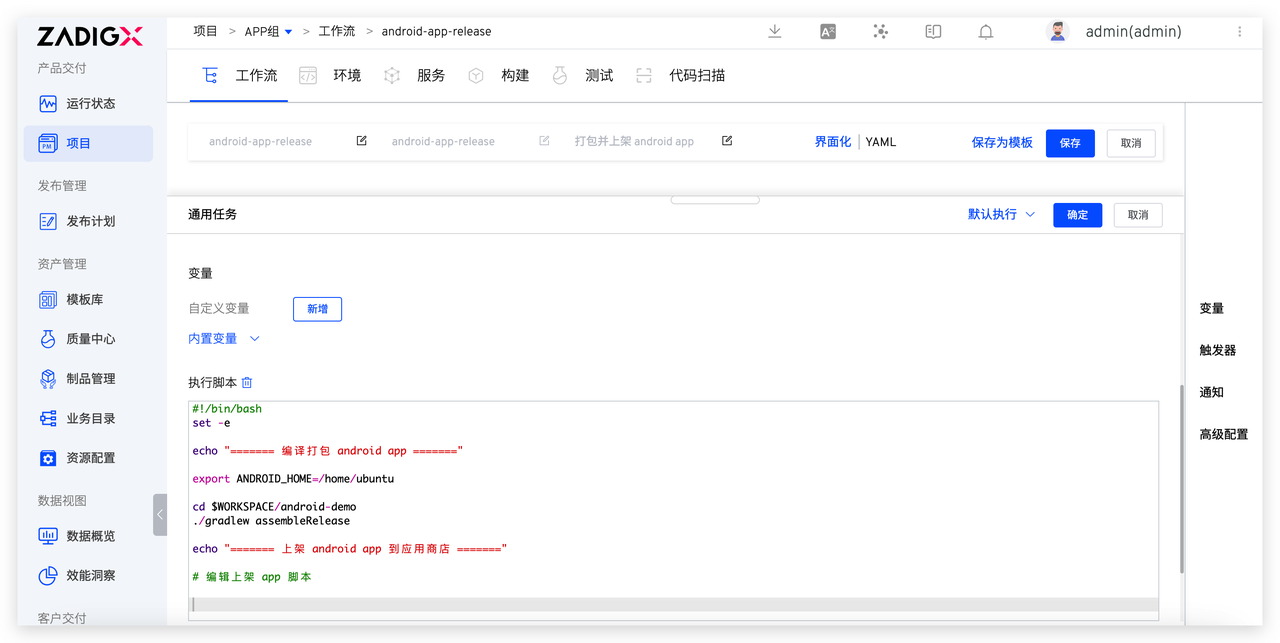 ZADIGX
产品交付
运行状态
项目
发布管理
发布计划
资产管理
模板库
质量中心
制品管理
业务目录
资源配置
数据视图
数据概览
效能洞察
客户交付
项目 > APP组 > 工作流 > android-app-release
admin(admin)
工作流 环境 服务 构建 测试 代码扫描
android-app-release android-app-release 打包并上架 android app 界面化 YAML 保存为模板 保存 取消
通用任务 默认执行 确定 取消
变量
自定义变量 新增
内置变量
执行脚本
#!/bin/bash
set -e
echo "======= 编译打包 android app ======="
export ANDROID_HOME=/home/ubuntu
cd $WORKSPACE/android-demo
./gradlew assembleRelease
echo "======= 上架 android app 到应用商店 ======="
# 编辑上架 app 脚本
变量
触发器
通知
高级配置